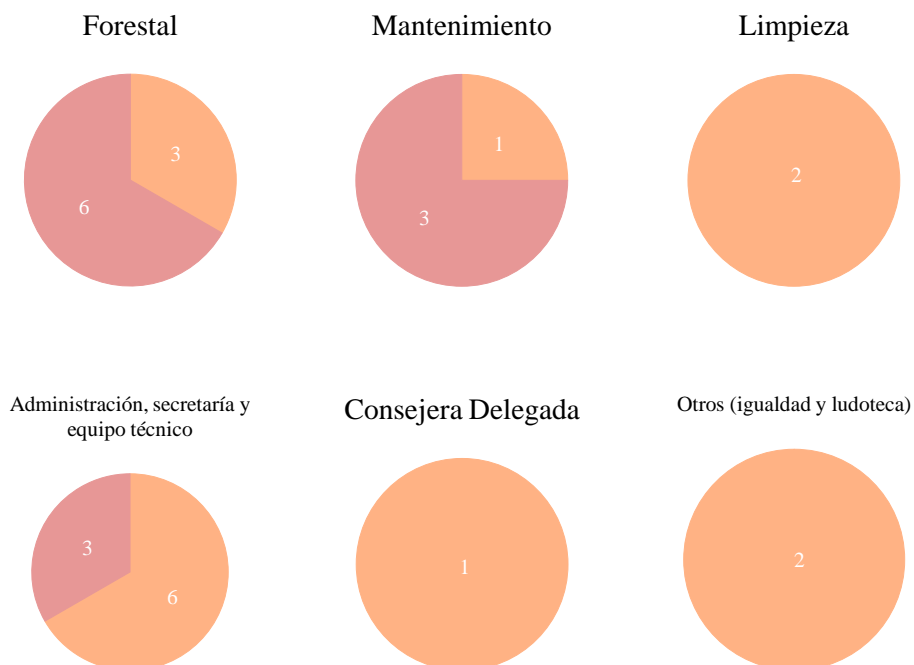 Forestal
3
6
Mantenimiento
1
3
Limpieza
2
Administración, secretaría y
equipo técnico
3
6
Consejera Delegada
1
Otros (igualdad y ludoteca)
2